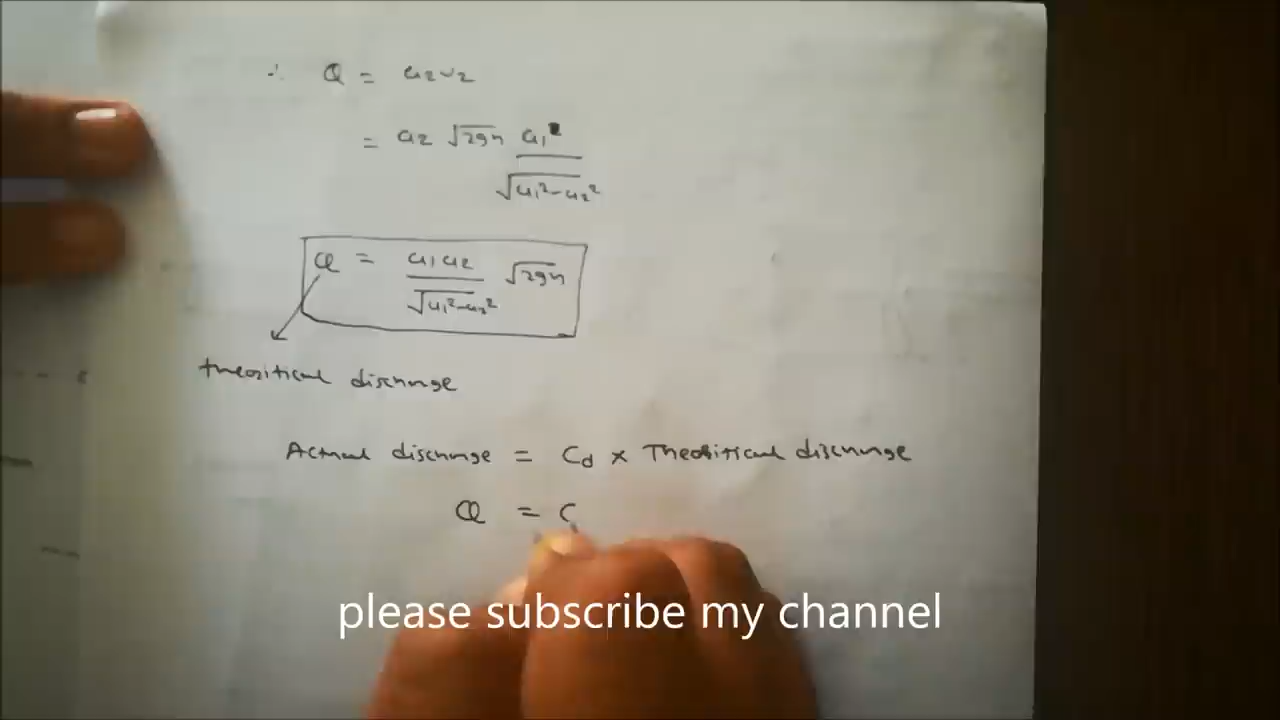 ∴ Q = a₂v₂
= a₂ √2gh a₁ / √a₁²-a₂²
Q = a₁a₂ / √a₁²-a₂² √2gh
theoritical discharge
Actual discharge = Cd × Theoritical discharge
Q = C
please subscribe my channel